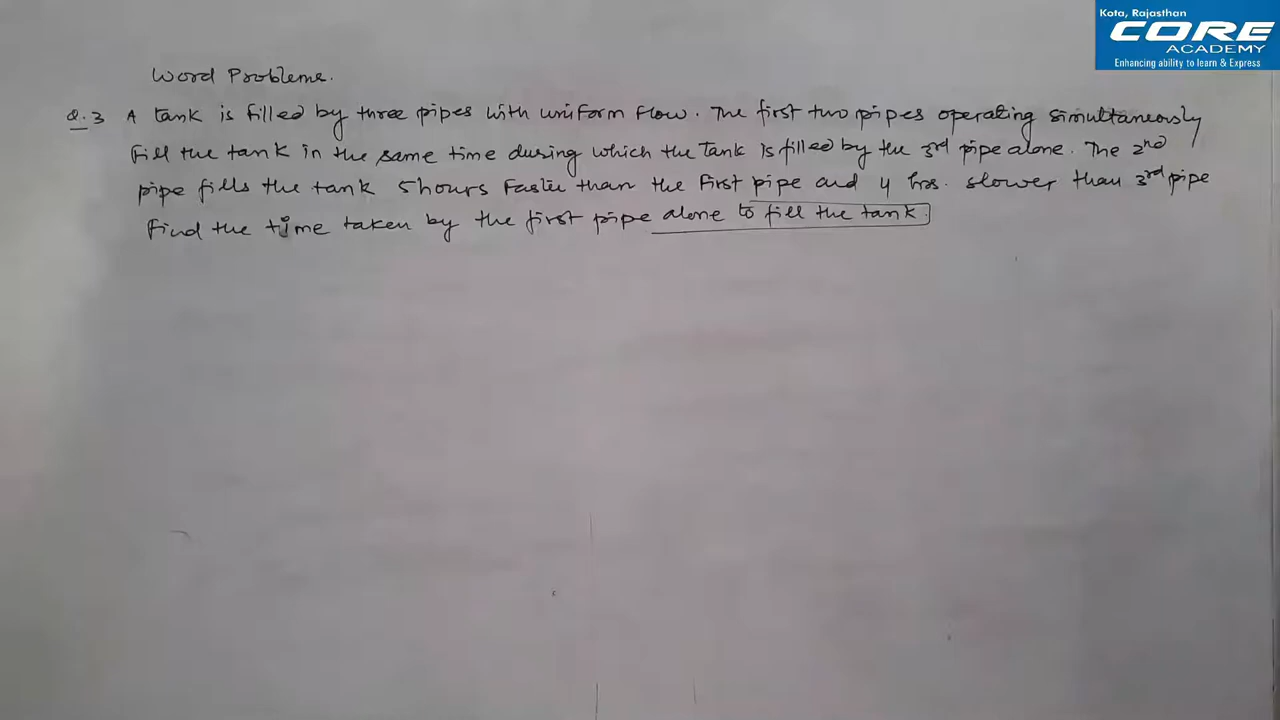 Kota, Rajasthan
CORE
ACADEMY
Enhancing ability to learn & Express
Word Probleme.
Q.3 A tank is filled by three pipes with uniform flow. The first two pipes operating simultaneously
fill the tank in the same time during which the tank is filled by the 3rd pipe alone. The 2nd
pipe fills the tank 5 hours faster than the first pipe and 4 hrs. slower than 3rd pipe
find the time taken by the first pipe alone to fill the tank.